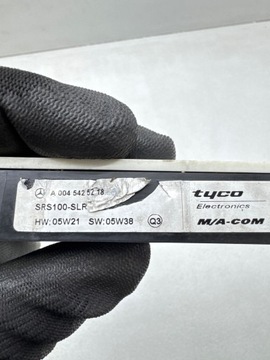 A 004 542 52 18
tyco
Electronics
SRS100-SLR
M/A-COM
HW:05W21 SW:05W38 Q3